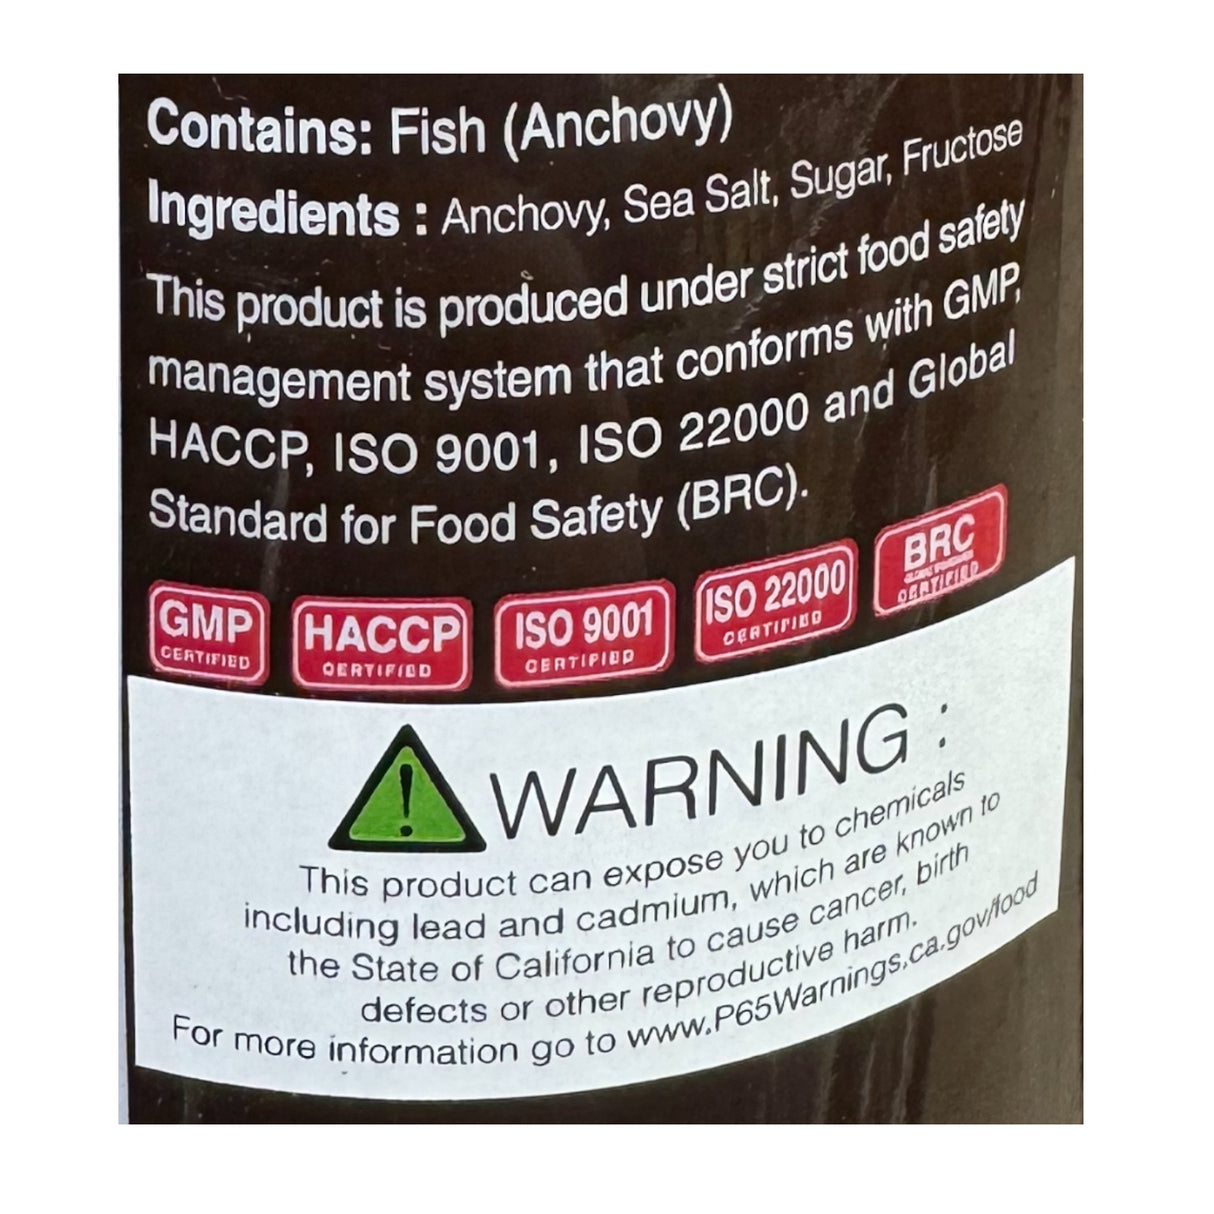 Contains: Fish (Anchovy)
Ingredients : Anchovy, Sea Salt, Sugar, Fructose
This product is produced under strict food safety
management system that conforms with GMP,
HACCP, ISO 9001, ISO 22000 and Global
Standard for Food Safety (BRC).
GMP
CERTIFIED
HACCP
CERTIFIED
ISO 9001
CERTIFIED
ISO 22000
CERTIFIED
BRC
CERTIFIED
WARNING :
This product can expose you to chemicals
including lead and cadmium, which are known to
the State of California to cause cancer, birth
defects or other reproductive harm.
For more information go to www.P65Warnings.ca.gov/food